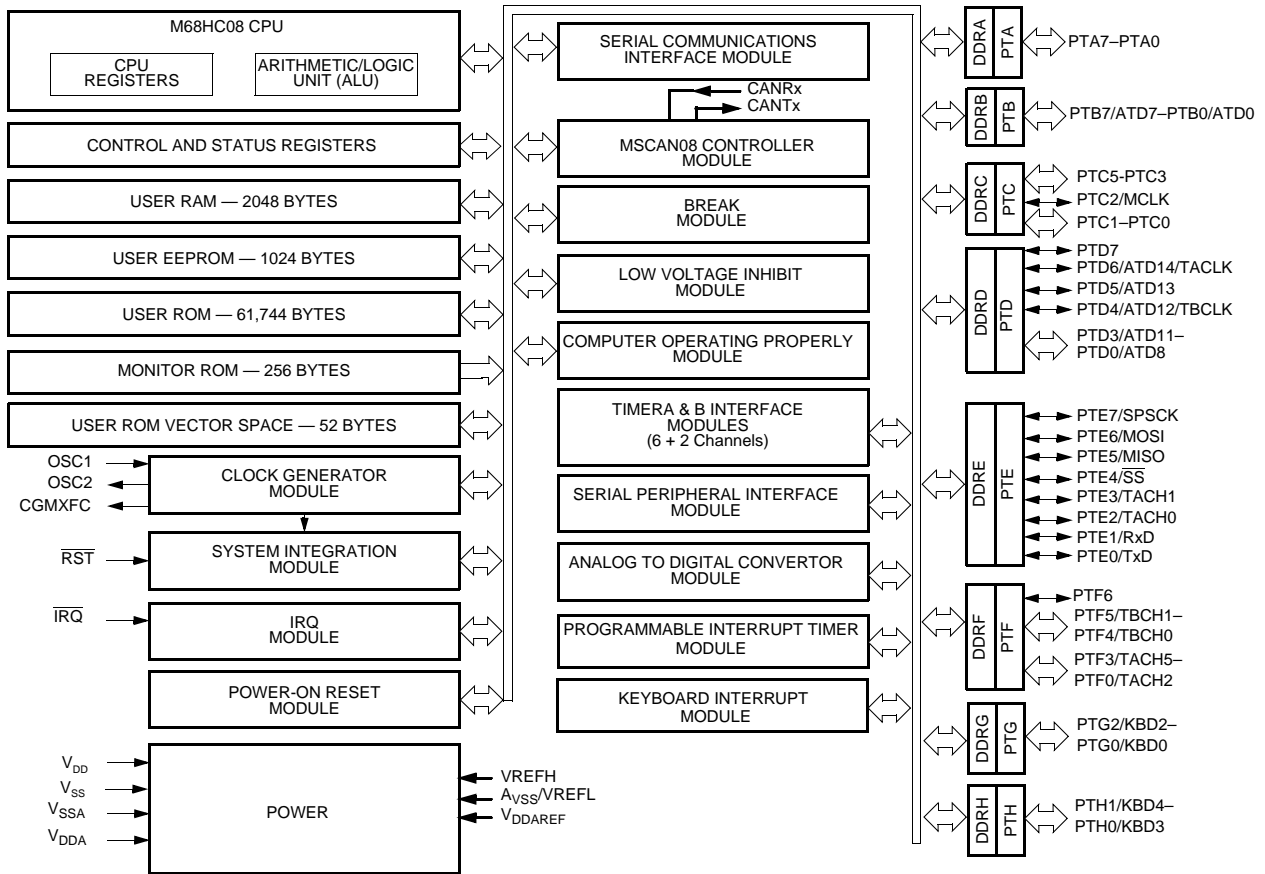 M68HC08 CPU
CPU
REGISTERS
ARITHMETIC/LOGIC
UNIT (ALU)
CONTROL AND STATUS REGISTERS
USER RAM — 2048 BYTES
USER EEPROM — 1024 BYTES
USER ROM — 61,744 BYTES
MONITOR ROM — 256 BYTES
USER ROM VECTOR SPACE — 52 BYTES
OSC1
OSC2
CGMXFC
CLOCK GENERATOR
MODULE
RST
SYSTEM INTEGRATION
MODULE
IRQ
IRQ
MODULE
POWER-ON RESET
MODULE
VDD
VSS
VSSA
VDDA
POWER
VREFH
AVSS/VREFL
VDDAREF
SERIAL COMMUNICATIONS
INTERFACE MODULE
CANRx
CANTx
MSCAN08 CONTROLLER
MODULE
BREAK
MODULE
LOW VOLTAGE INHIBIT
MODULE
COMPUTER OPERATING PROPERLY
MODULE
TIMERA & B INTERFACE
MODULES
(6 + 2 Channels)
SERIAL PERIPHERAL INTERFACE
MODULE
ANALOG TO DIGITAL CONVERTOR
MODULE
PROGRAMMABLE INTERRUPT TIMER
MODULE
KEYBOARD INTERRUPT
MODULE
DDRA
PTA
PTA7–PTA0
DDRB
PTB
PTB7/ATD7–PTB0/ATD0
DDRC
PTC
PTC5-PTC3
PTC2/MCLK
PTC1–PTC0
DDRD
PTD
PTD7
PTD6/ATD14/TACLK
PTD5/ATD13
PTD4/ATD12/TBCLK
PTD3/ATD11–
PTD0/ATD8
DDRE
PTE
PTE7/SPSCK
PTE6/MOSI
PTE5/MISO
PTE4/SS
PTE3/TACH1
PTE2/TACH0
PTE1/RxD
PTE0/TxD
DDRF
PTF
PTF6
PTF5/TBCH1–
PTF4/TBCH0
PTF3/TACH5–
PTF0/TACH2
DDRG
PTG
PTG2/KBD2–
PTG0/KBD0
DDRH
PTH
PTH1/KBD4–
PTH0/KBD3